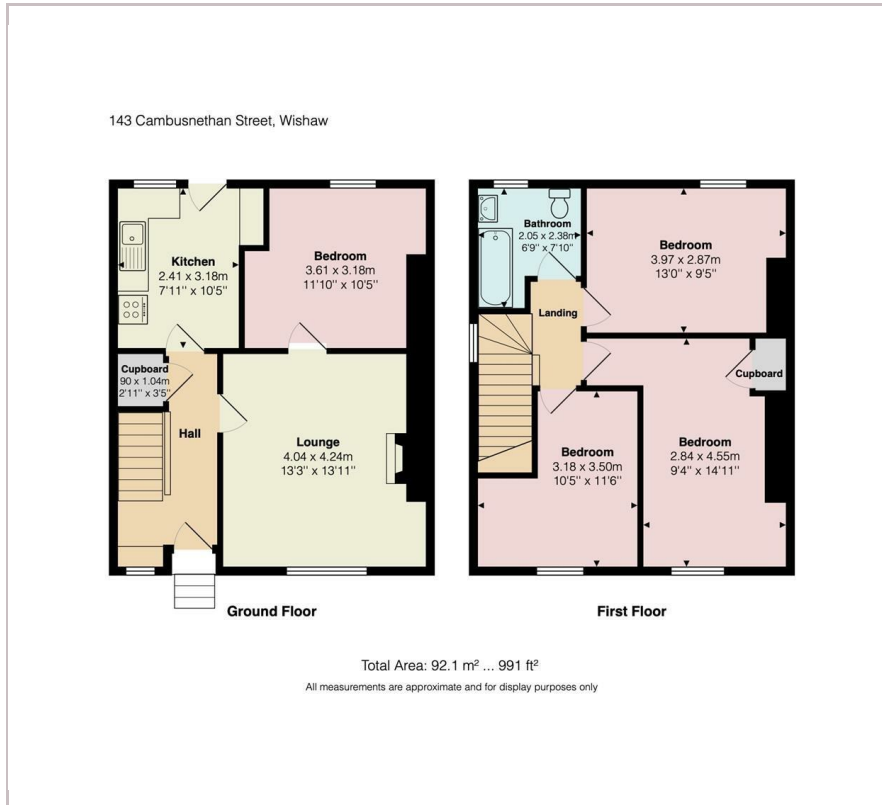 143 Cambusnethan Street, Wishaw
Kitchen
2.41 x 3.18m
7'11'' x 10'5''
Bedroom
3.61 x 3.18m
11'10'' x 10'5''
Cupboard
90 x 1.04m
2'11'' x 3'5''
Hall
Lounge
4.04 x 4.24m
13'3'' x 13'11''
Ground Floor
Bathroom
2.05 x 2.38m
6'9'' x 7'10''
Bedroom
3.97 x 2.87m
13'0'' x 9'5''
Landing
Cupboard
Bedroom
3.18 x 3.50m
10'5'' x 11'6''
Bedroom
2.84 x 4.55m
9'4'' x 14'11''
First Floor
Total Area: 92.1 m² ... 991 ft²
All measurements are approximate and for display purposes only